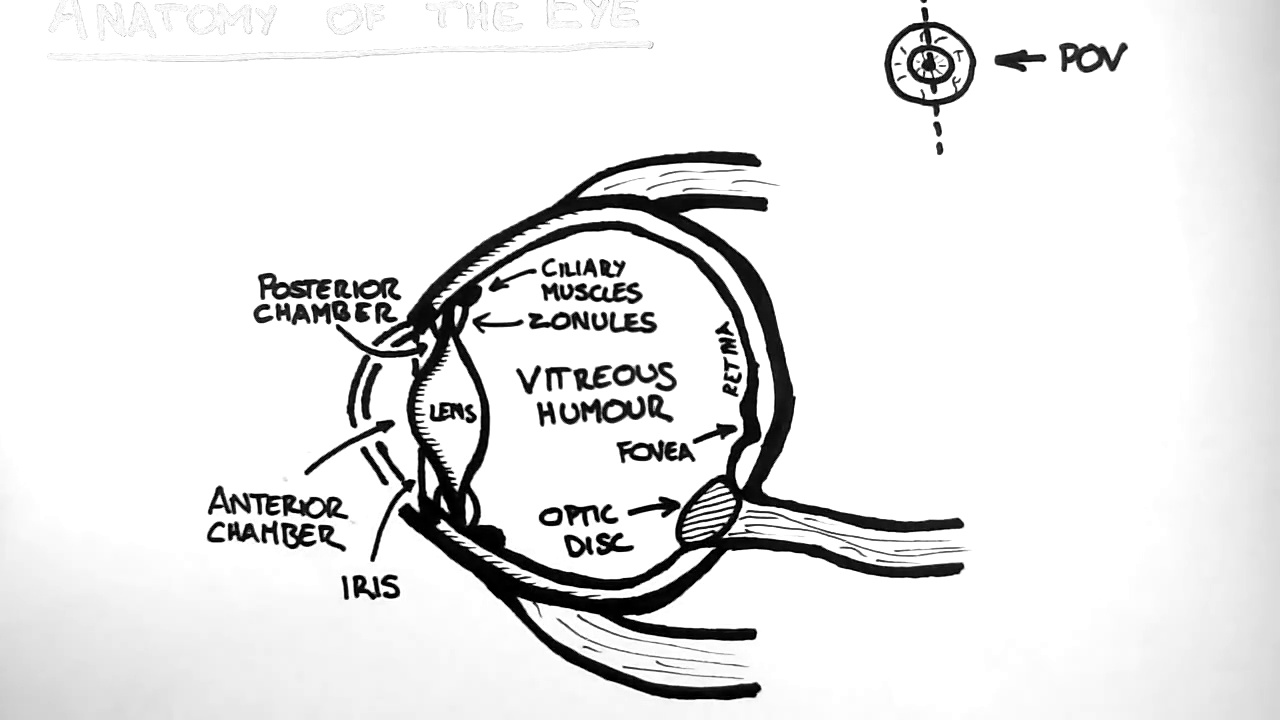 ANATOMY OF THE EYE
POV
CILIARY
MUSCLES
POSTERIOR
CHAMBER
ZONULES
RETINA
VITREOUS
HUMOUR
LENS
FOVEA
ANTERIOR
CHAMBER
OPTIC
DISC
IRIS